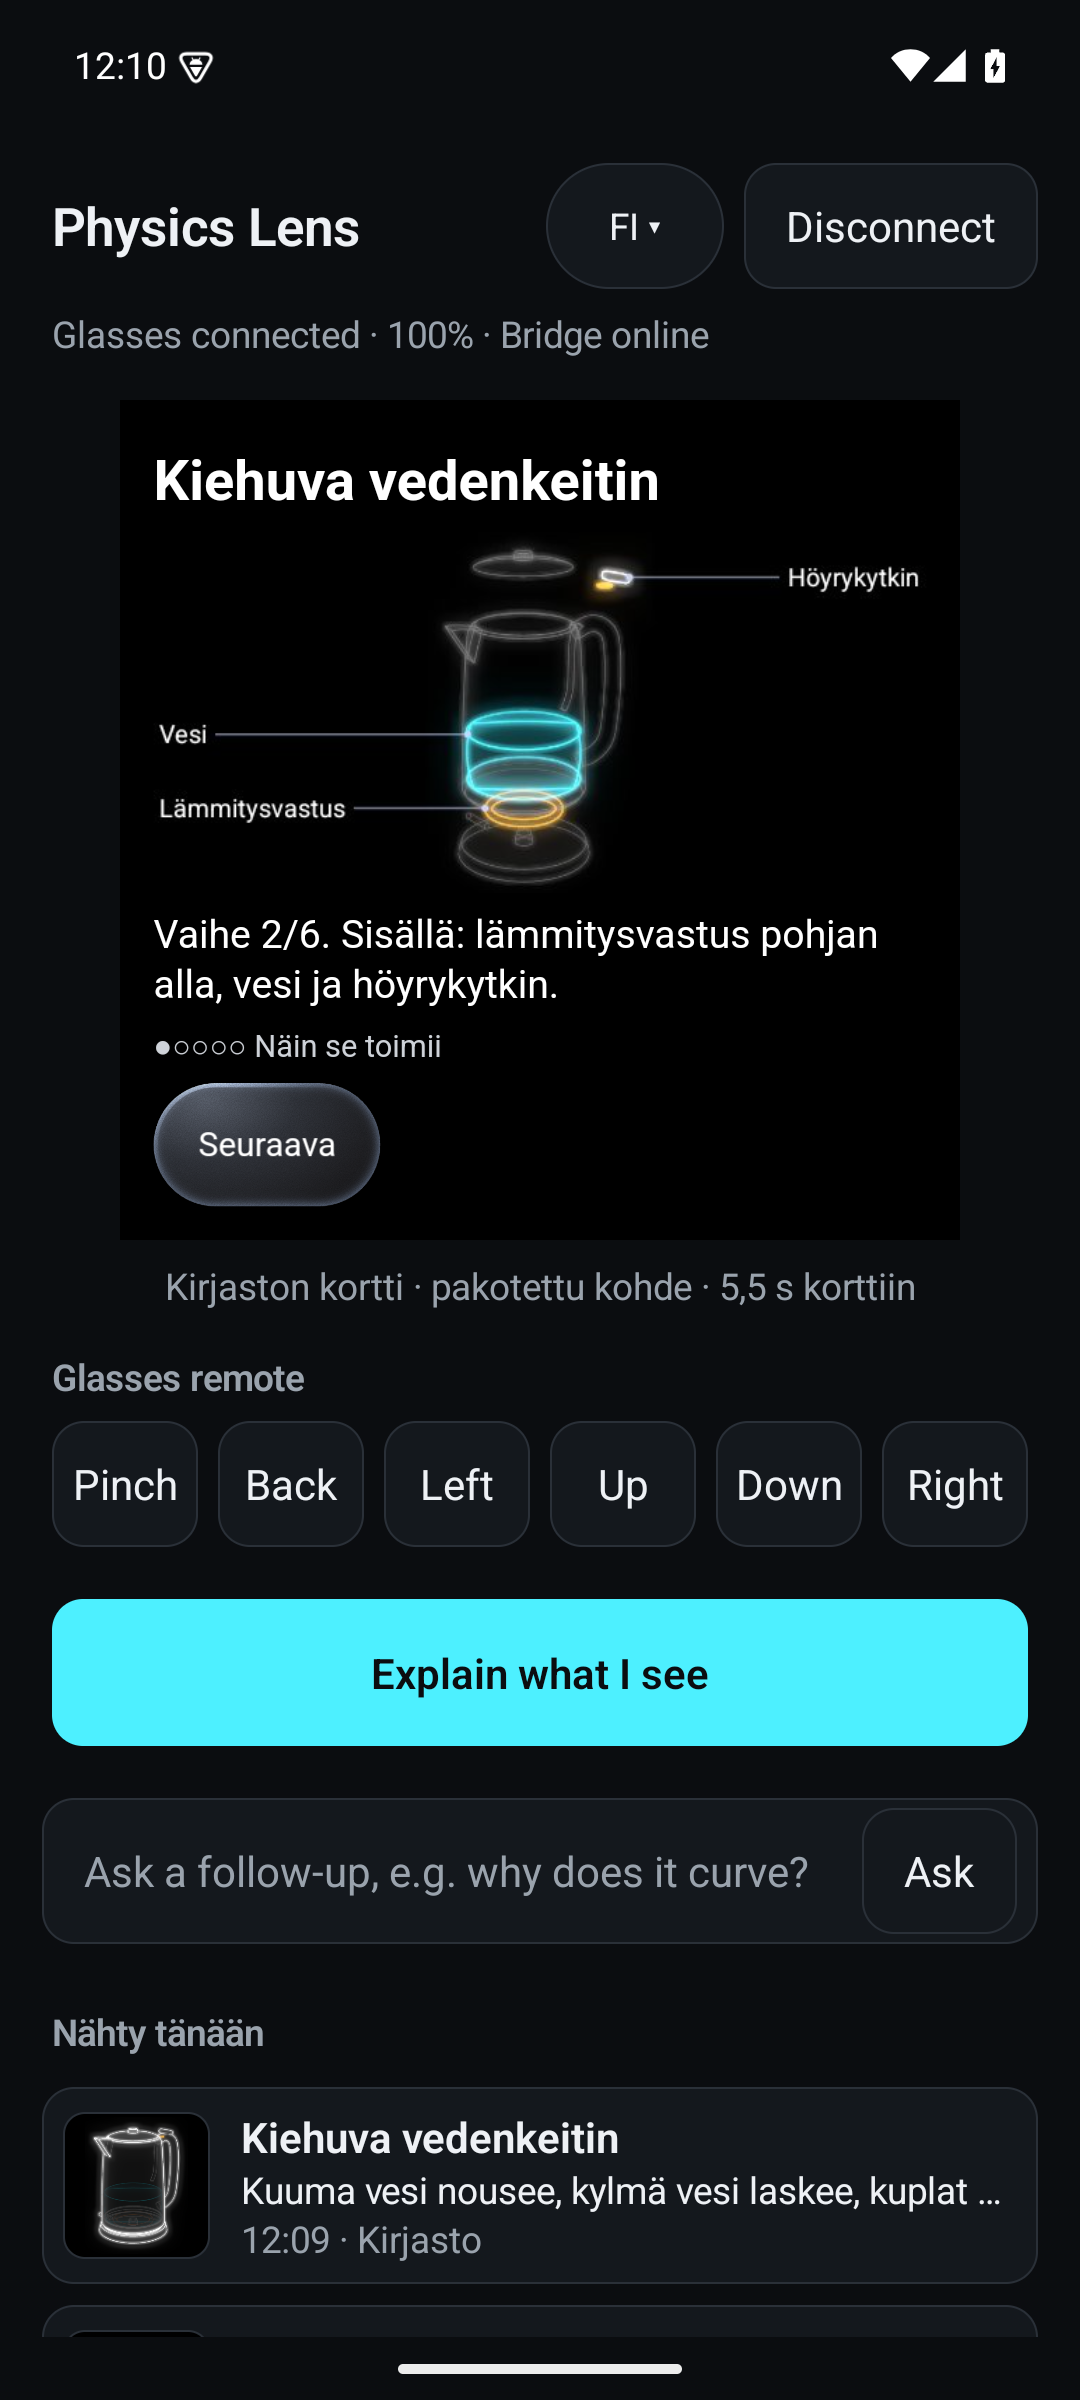 12:10
Physics Lens
FI ▾
Disconnect
Glasses connected · 100% · Bridge online
Kiehuva vedenkeitin
Höyrykytkin
Vesi
Lämmitysvastus
Vaihe 2/6. Sisällä: lämmitysvastus pohjan
alla, vesi ja höyrykytkin.
●○○○○ Näin se toimii
Seuraava
Kirjaston kortti · pakotettu kohde · 5,5 s korttiin
Glasses remote
Pinch
Back
Left
Up
Down
Right
Explain what I see
Ask a follow-up, e.g. why does it curve?
Ask
Nähty tänään
Kiehuva vedenkeitin
Kuuma vesi nousee, kylmä vesi laskee, kuplat ...
12:09 · Kirjasto